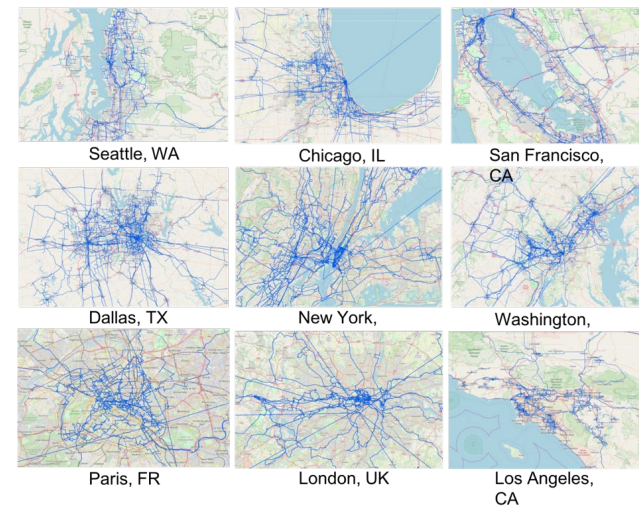 Seattle, WA
Chicago, IL
San Francisco,
CA
Dallas, TX
New York,
Washington,
Paris, FR
London, UK
Los Angeles,
CA